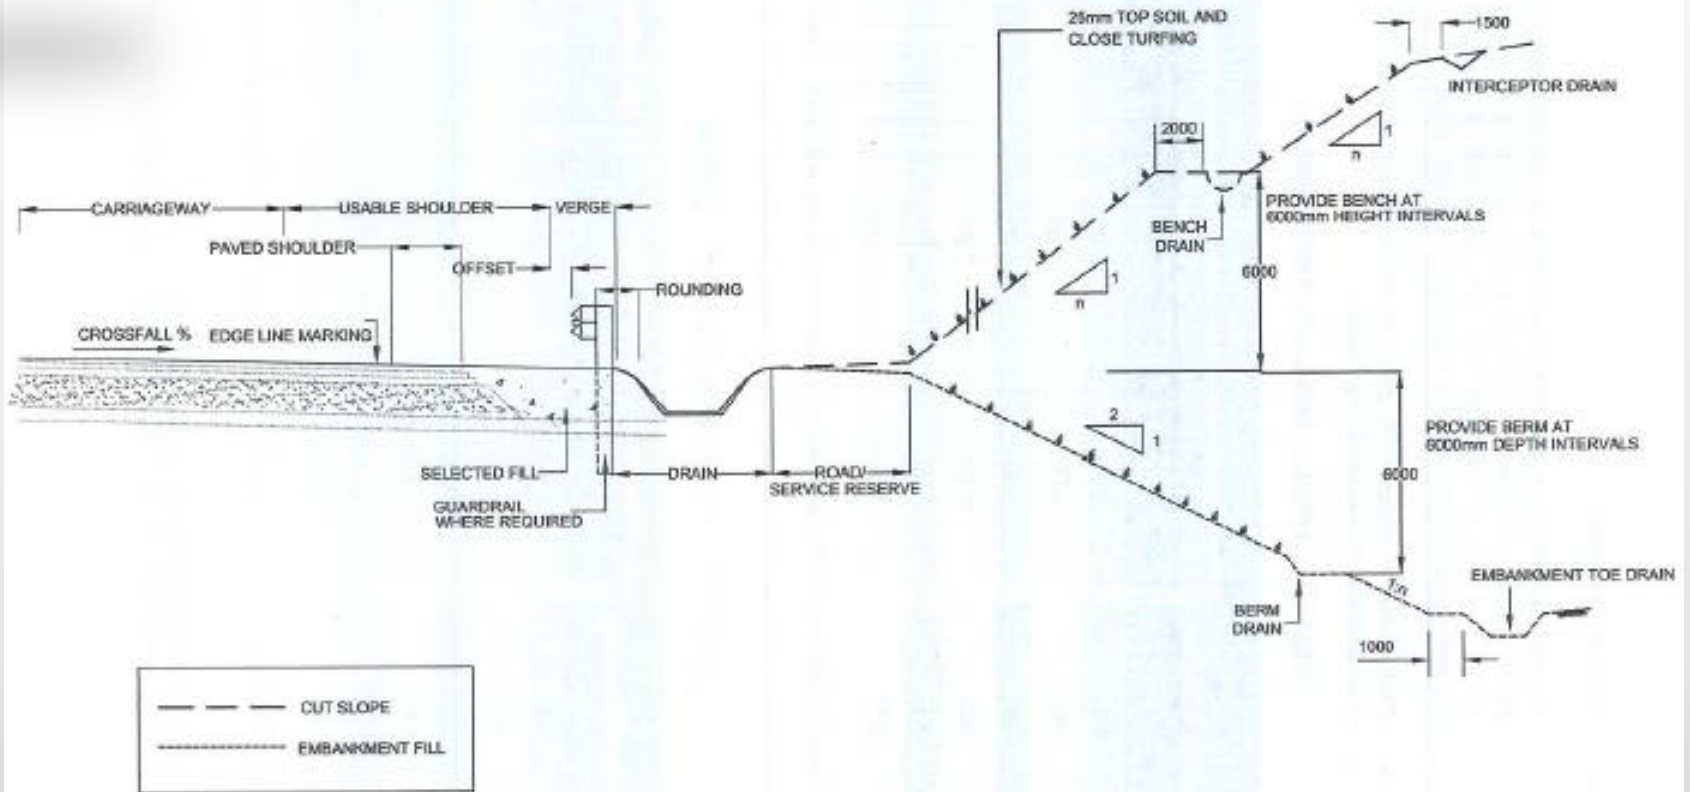 25mm TOP SOIL AND
CLOSE TURFING
1500
INTERCEPTOR DRAIN
1
n
2000
PROVIDE BENCH AT
6000mm HEIGHT INTERVALS
BENCH
DRAIN
CARRIAGEWAY
USABLE SHOULDER
VERGE
PAVED SHOULDER
OFFSET
ROUNDING
1
n
6000
CROSSFALL %
EDGE LINE MARKING
2
1
PROVIDE BERM AT
6000mm DEPTH INTERVALS
6000
SELECTED FILL
DRAIN
ROAD/
SERVICE RESERVE
GUARDRAIL
WHERE REQUIRED
EMBANKMENT TOE DRAIN
1:n
BERM
DRAIN
1000
CUT SLOPE
EMBANKMENT FILL